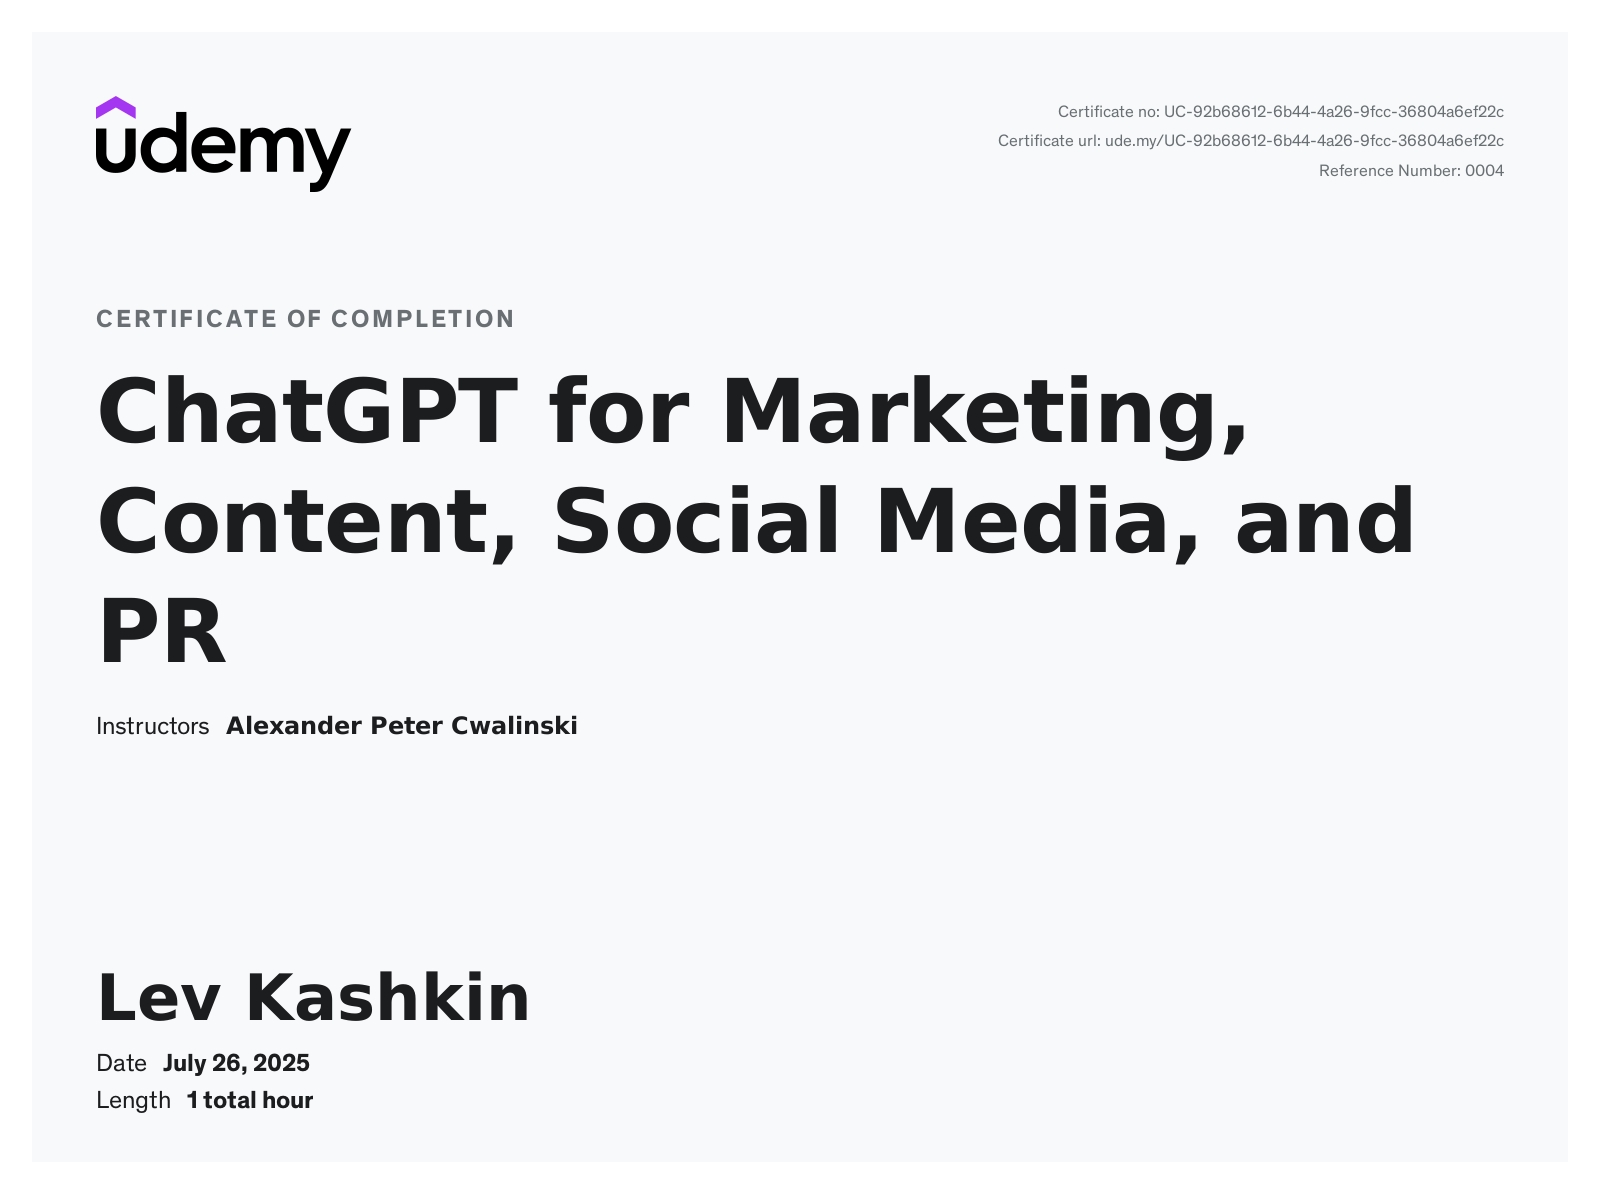 udemy
Certificate no: UC-92b68612-6b44-4a26-9fcc-36804a6ef22c
Certificate url: ude.my/UC-92b68612-6b44-4a26-9fcc-36804a6ef22c
Reference Number: 0004
CERTIFICATE OF COMPLETION
ChatGPT for Marketing,
Content, Social Media, and
PR
Instructors Alexander Peter Cwalinski
Lev Kashkin
Date July 26, 2025
Length 1 total hour